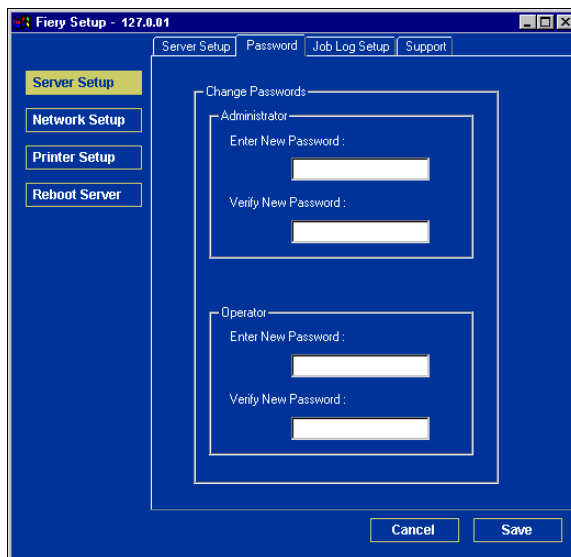 Fiery Setup - 127.0.01
Server Setup Password Job Log Setup Support
Server Setup
Network Setup
Printer Setup
Reboot Server
Change Passwords
Administrator
Enter New Password :
Verify New Password :
Operator
Enter New Password :
Verify New Password :
Cancel Save